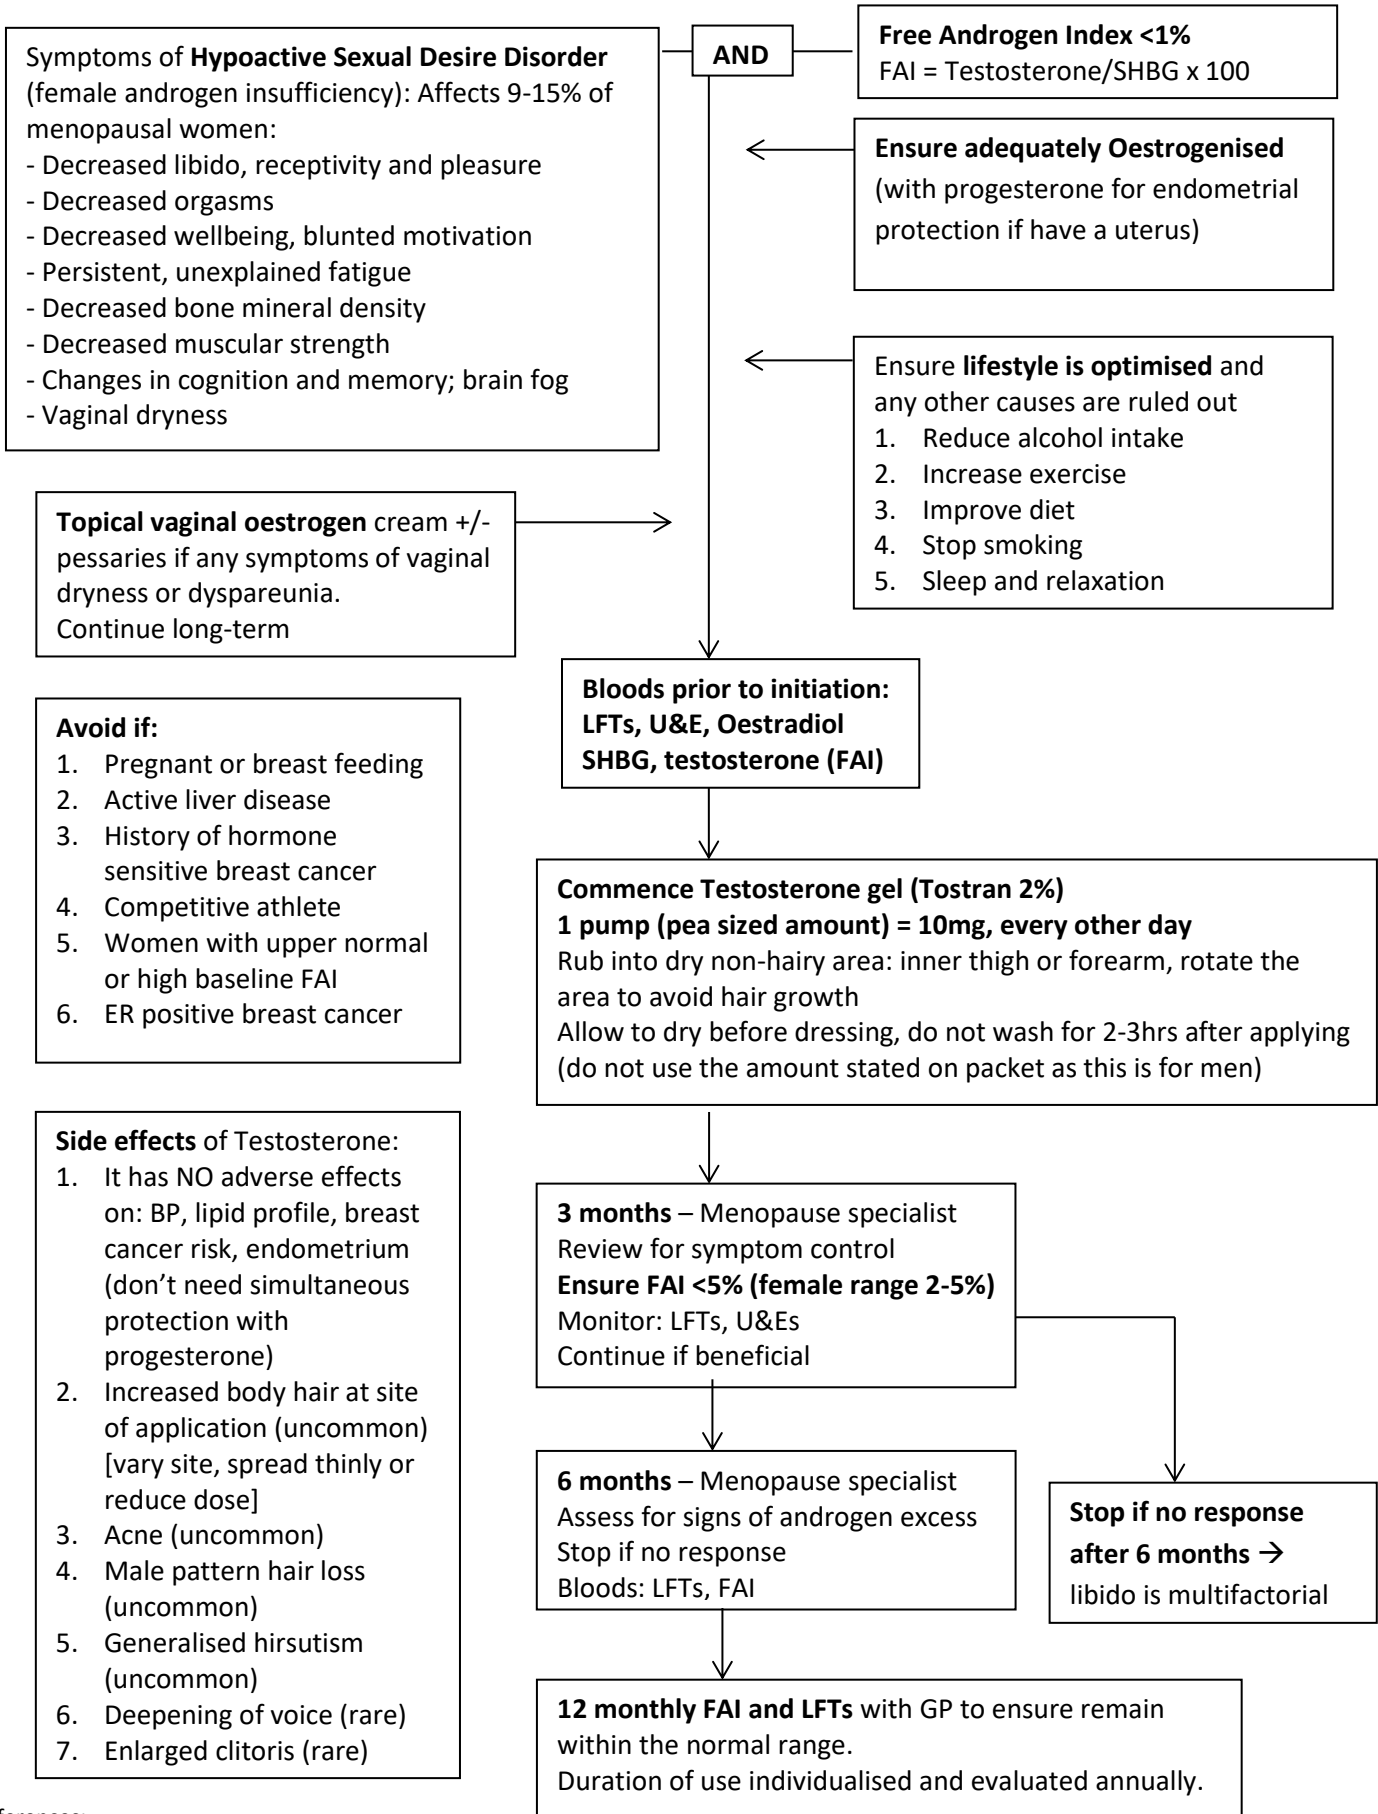 Symptoms of Hypoactive Sexual Desire Disorder
(female androgen insufficiency): Affects 9-15% of
menopausal women:
- Decreased libido, receptivity and pleasure
- Decreased orgasms
- Decreased wellbeing, blunted motivation
- Persistent, unexplained fatigue
- Decreased bone mineral density
- Decreased muscular strength
- Changes in cognition and memory; brain fog
- Vaginal dryness
AND
Free Androgen Index <1%
FAI = Testosterone/SHBG x 100
Ensure adequately Oestrogenised
(with progesterone for endometrial
protection if have a uterus)
Ensure lifestyle is optimised and
any other causes are ruled out
1. Reduce alcohol intake
2. Increase exercise
3. Improve diet
4. Stop smoking
5. Sleep and relaxation
Topical vaginal oestrogen cream +/-
pessaries if any symptoms of vaginal
dryness or dyspareunia.
Continue long-term
Bloods prior to initiation:
LFTs, U&E, Oestradiol
SHBG, testosterone (FAI)
Avoid if:
1. Pregnant or breast feeding
2. Active liver disease
3. History of hormone
sensitive breast cancer
4. Competitive athlete
5. Women with upper normal
or high baseline FAI
6. ER positive breast cancer
Commence Testosterone gel (Tostran 2%)
1 pump (pea sized amount) = 10mg, every other day
Rub into dry non-hairy area: inner thigh or forearm, rotate the
area to avoid hair growth
Allow to dry before dressing, do not wash for 2-3hrs after applying
(do not use the amount stated on packet as this is for men)
Side effects of Testosterone:
1. It has NO adverse effects
on: BP, lipid profile, breast
cancer risk, endometrium
(don't need simultaneous
protection with
progesterone)
2. Increased body hair at site
of application (uncommon)
[vary site, spread thinly or
reduce dose]
3. Acne (uncommon)
4. Male pattern hair loss
(uncommon)
5. Generalised hirsutism
(uncommon)
6. Deepening of voice (rare)
7. Enlarged clitoris (rare)
3 months – Menopause specialist
Review for symptom control
Ensure FAI <5% (female range 2-5%)
Monitor: LFTs, U&Es
Continue if beneficial
6 months – Menopause specialist
Assess for signs of androgen excess
Stop if no response
Bloods: LFTs, FAI
Stop if no response
after 6 months →
libido is multifactorial
12 monthly FAI and LFTs with GP to ensure remain
within the normal range.
Duration of use individualised and evaluated annually.